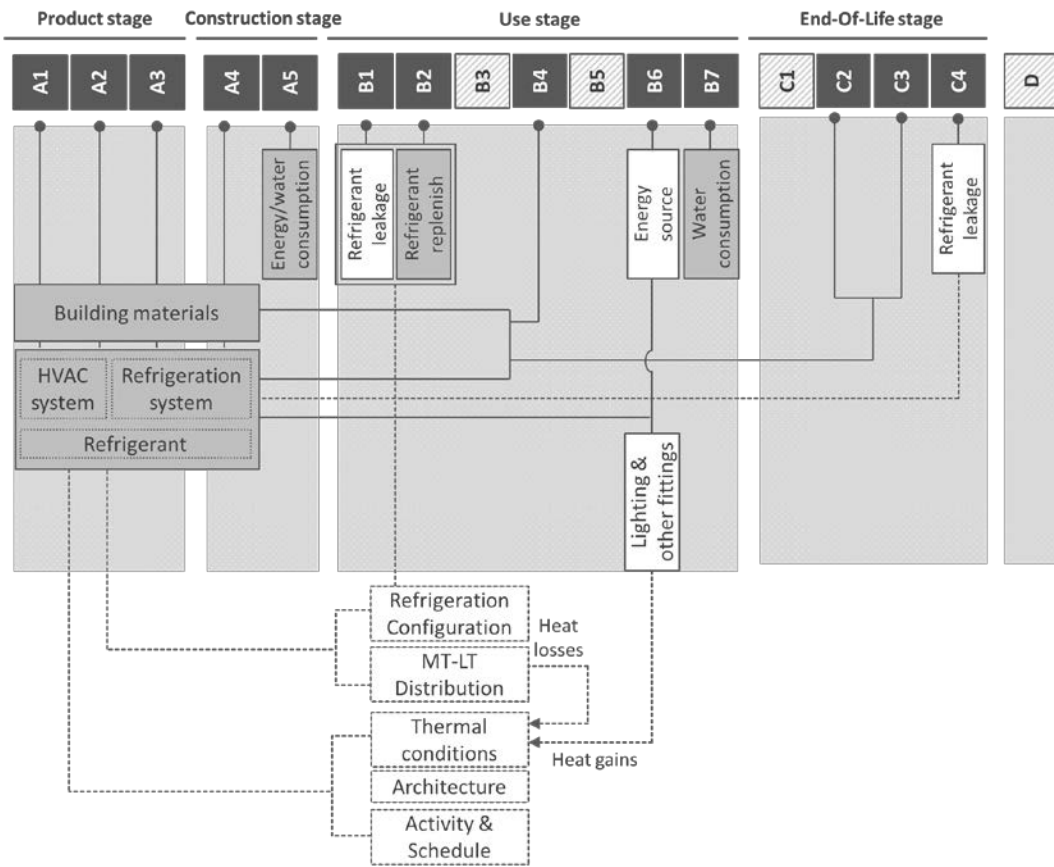 Product stage
Construction stage
Use stage
End-Of-Life stage
A1
A2
A3
A4
A5
B1
B2
B3
B4
B5
B6
B7
C1
C2
C3
C4
D
Energy/water
consumption
Refrigerant
leakage
Refrigerant
replenish
Energy
source
Water
consumption
Refrigerant
leakage
Building materials
HVAC
system
Refrigeration
system
Refrigerant
Lighting &
other fittings
Refrigeration
Configuration
Heat
losses
MT-LT
Distribution
Thermal
conditions
Heat gains
Architecture
Activity &
Schedule